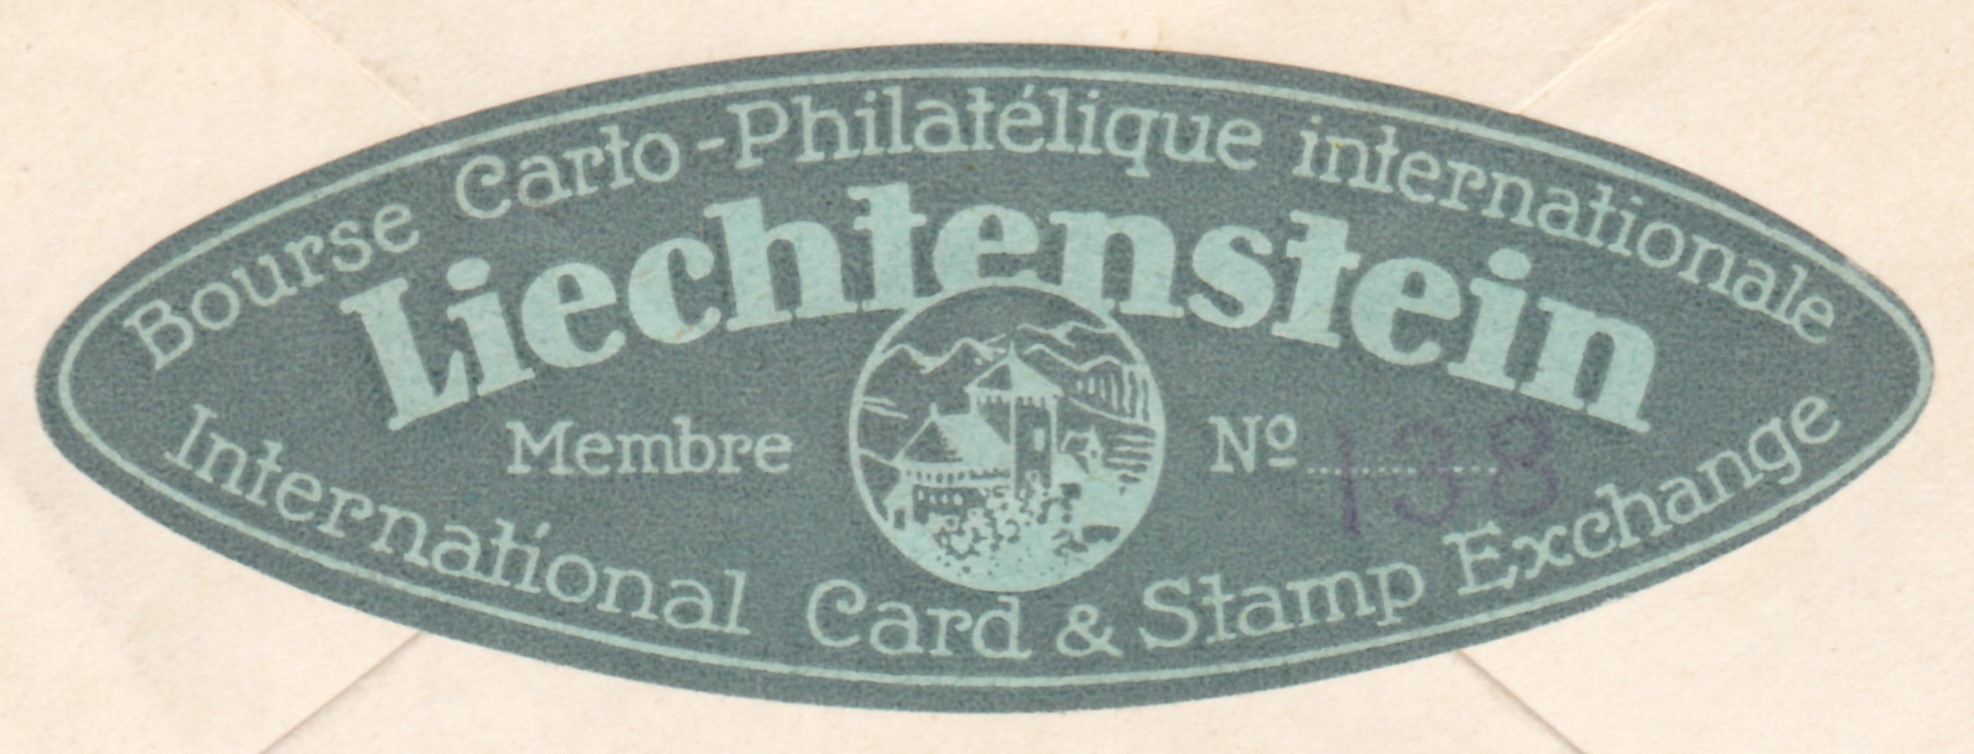 Bourse Carto-Philatélique internationale
Liechtenstein
Membre Nº 138
International Card & Stamp Exchange